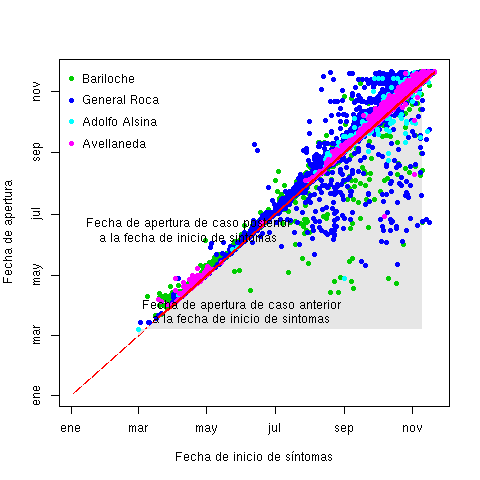 Bariloche
General Roca
Adolfo Alsina
Avellaneda
Fecha de apertura de caso posterior
a la fecha de inicio de síntomas
Fecha de apertura de caso anterior
a la fecha de inicio de síntomas
Fecha de apertura
ene
mar
may
jul
sep
nov
ene
mar
may
jul
sep
nov
Fecha de inicio de síntomas